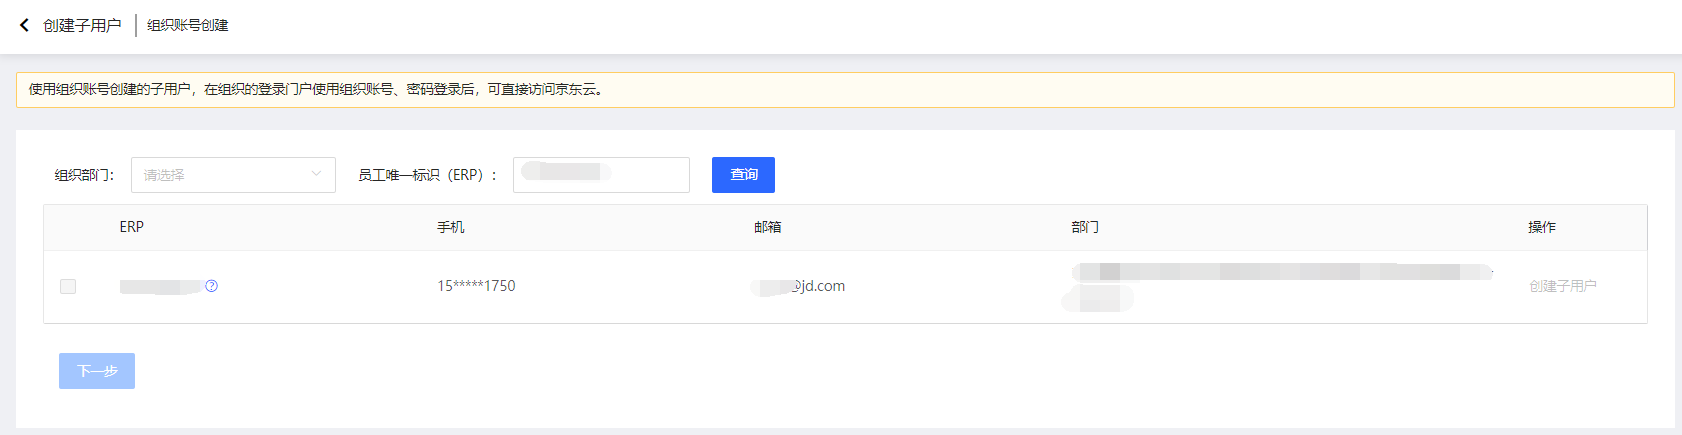 创建子用户 组织账号创建
使用组织账号创建的子用户，在组织的登录门户使用组织账号、密码登录后，可直接访问京东云。
组织部门： 请选择 员工唯一标识（ERP）： 查询
ERP 手机 邮箱 部门 操作
15*****1750 @jd.com 创建子用户
下一步